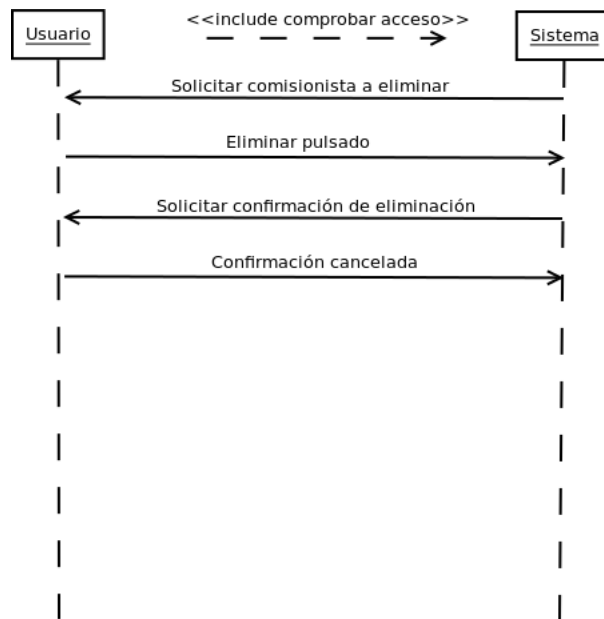 <<include comprobar acceso>>
Usuario
Sistema
Solicitar comisionista a eliminar
Eliminar pulsado
Solicitar confirmación de eliminación
Confirmación cancelada